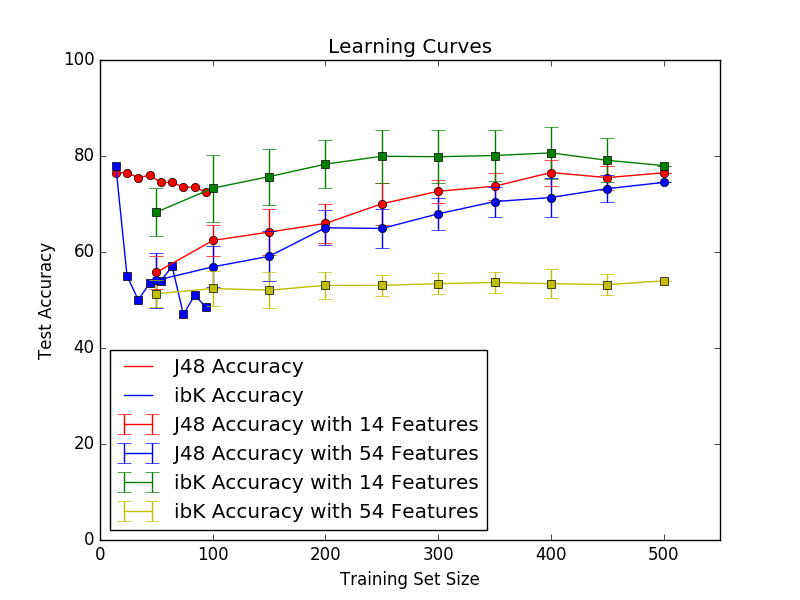 Learning Curves
100
80
60
40
20
0
Test Accuracy
J48 Accuracy
ibK Accuracy
J48 Accuracy with 14 Features
J48 Accuracy with 54 Features
ibK Accuracy with 14 Features
ibK Accuracy with 54 Features
0 100 200 300 400 500
Training Set Size